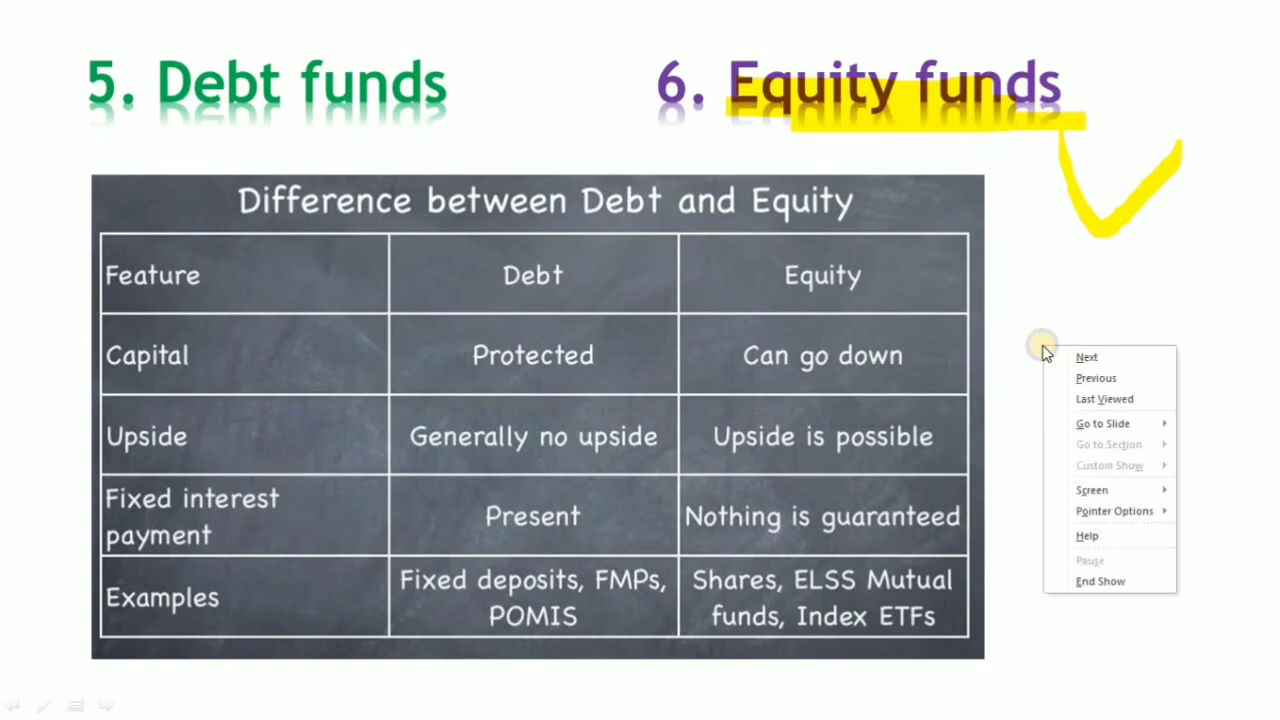 5. Debt funds
6. Equity funds
Difference between Debt and Equity
Feature
Debt
Equity
Capital
Protected
Can go down
Upside
Generally no upside
Upside is possible
Fixed interest
payment
Present
Nothing is guaranteed
Examples
Fixed deposits, FMPs,
POMIS
Shares, ELSS Mutual
funds, Index ETFs
Next
Previous
Last Viewed
Go to Slide
Go to Section
Custom Show
Screen
Pointer Options
Help
Pause
End Show